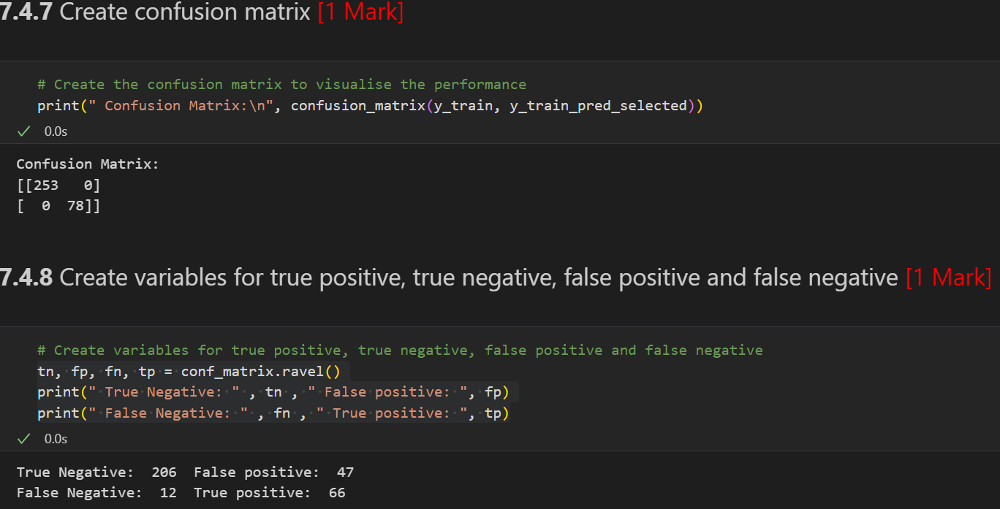 7.4.7 Create confusion matrix [1 Mark]
# Create the confusion matrix to visualise the performance
print(" Confusion Matrix:\n", confusion_matrix(y_train, y_train_pred_selected))
0.0s
Confusion Matrix:
[[253   0]
[  0  78]]
7.4.8 Create variables for true positive, true negative, false positive and false negative [1 Mark]
# Create variables for true positive, true negative, false positive and false negative
tn, fp, fn, tp = conf_matrix.ravel()
print(" True Negative: " , tn , " False positive: ", fp)
print(" False Negative: " , fn , " True positive: ", tp)
0.0s
True Negative:  206  False positive:  47
False Negative:  12  True positive:  66